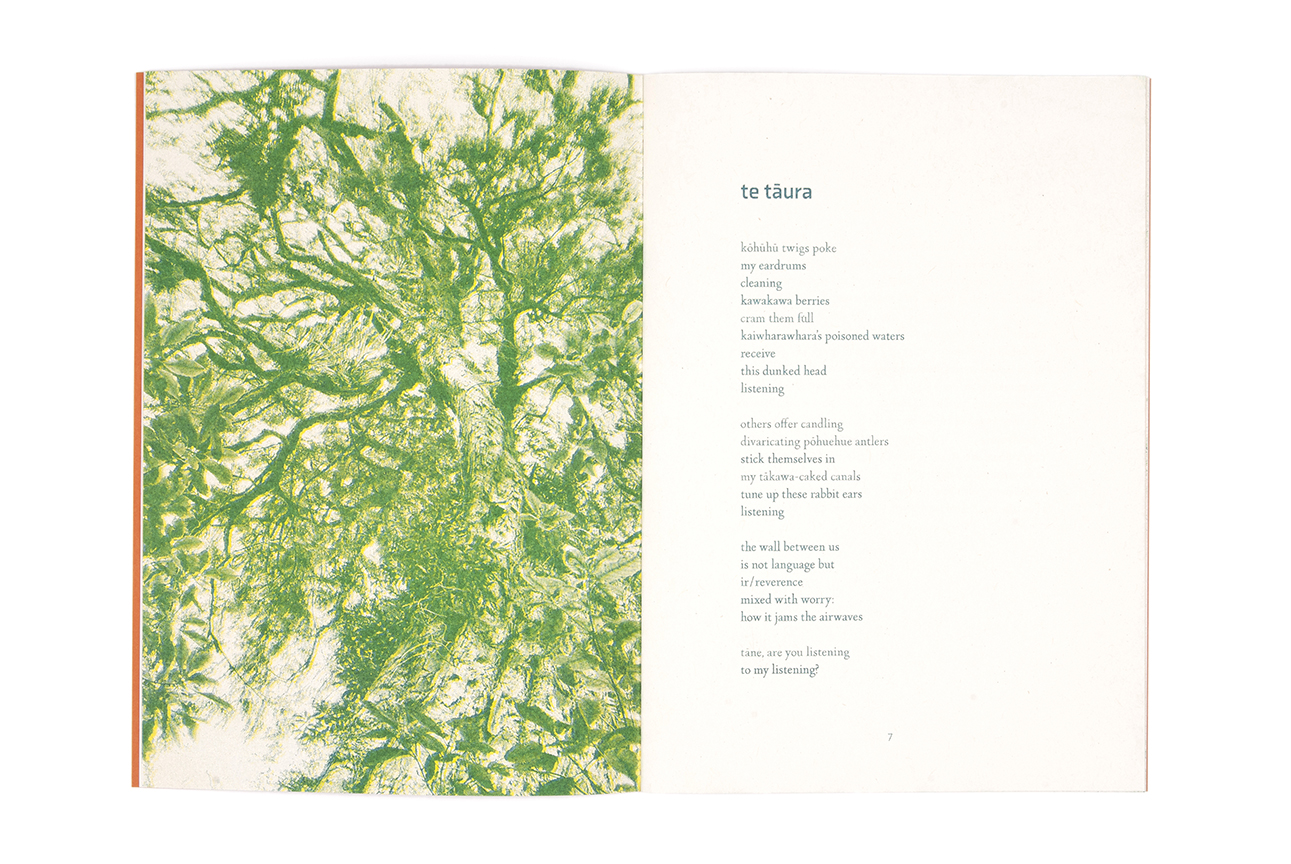 te tāura
kōhūhū twigs poke
my eardrums
cleaning
kawakawa berries
cram them full
kaiwharawhara's poisoned waters
receive
this dunked head
listening
others offer candling
divaricating pōhuehue antlers
stick themselves in
my tākawa-caked canals
tune up these rabbit ears
listening
the wall between us
is not language but
ir/reverence
mixed with worry:
how it jams the airwaves
tāne, are you listening
to my listening?
7